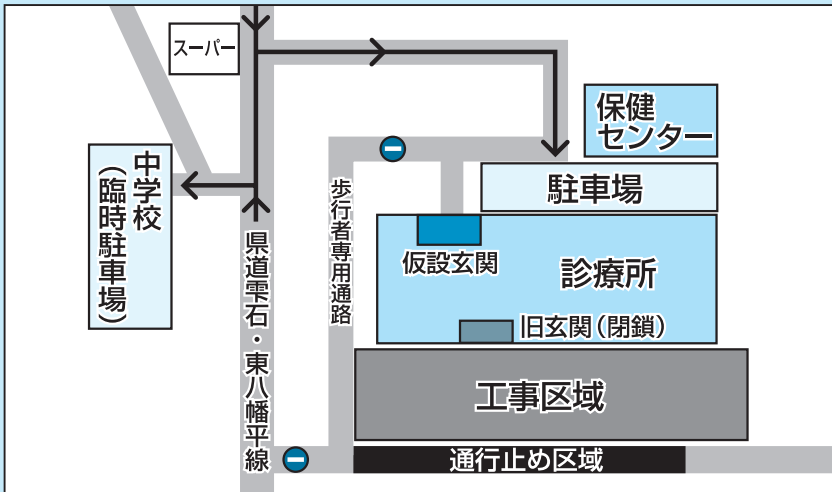 スーパー
保健
センター
中学校
(臨時駐車場)
駐車場
歩行者専用通路
仮設玄関
診療所
県道雫石・東八幡平線
旧玄関(閉鎖)
工事区域
通行止め区域